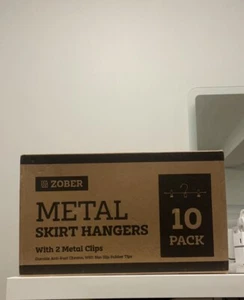 ZOBER
METAL
SKIRT HANGERS
With 2 Metal Clips
10
PACK